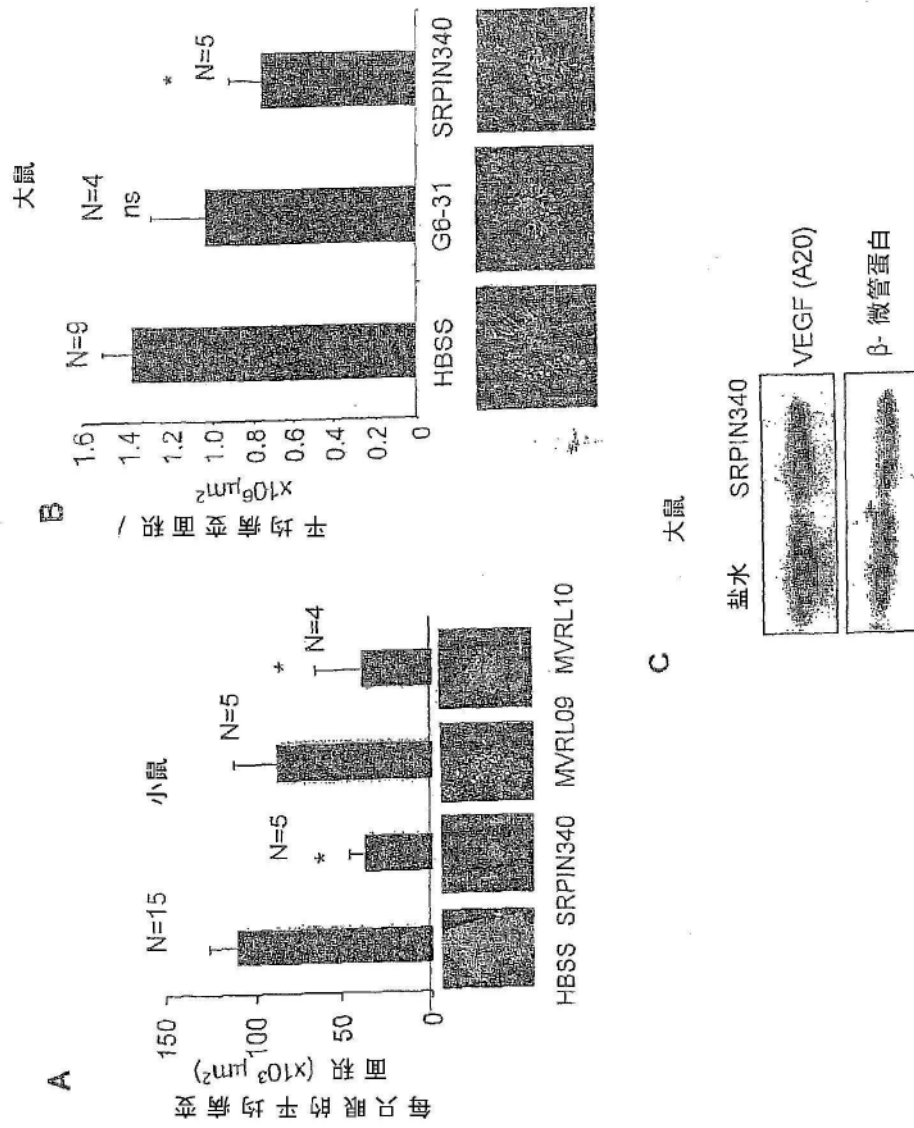 A
小鼠
每只眼的平均病变
面积 (x10³ μm²)
150
100
50
0
N=15
N=5
*
N=5
N=4
*
HBSS SRPIN340 MVRL09 MVRL10
B
大鼠
平均病变面积 /
x10⁶μm²
1.6
1.4
1.2
1.0
0.8
0.6
0.4
0.2
0
N=9
N=4
ns
N=5
*
HBSS G6-31 SRPIN340
C
大鼠
盐水 SRPIN340
VEGF (A20)
β- 微管蛋白